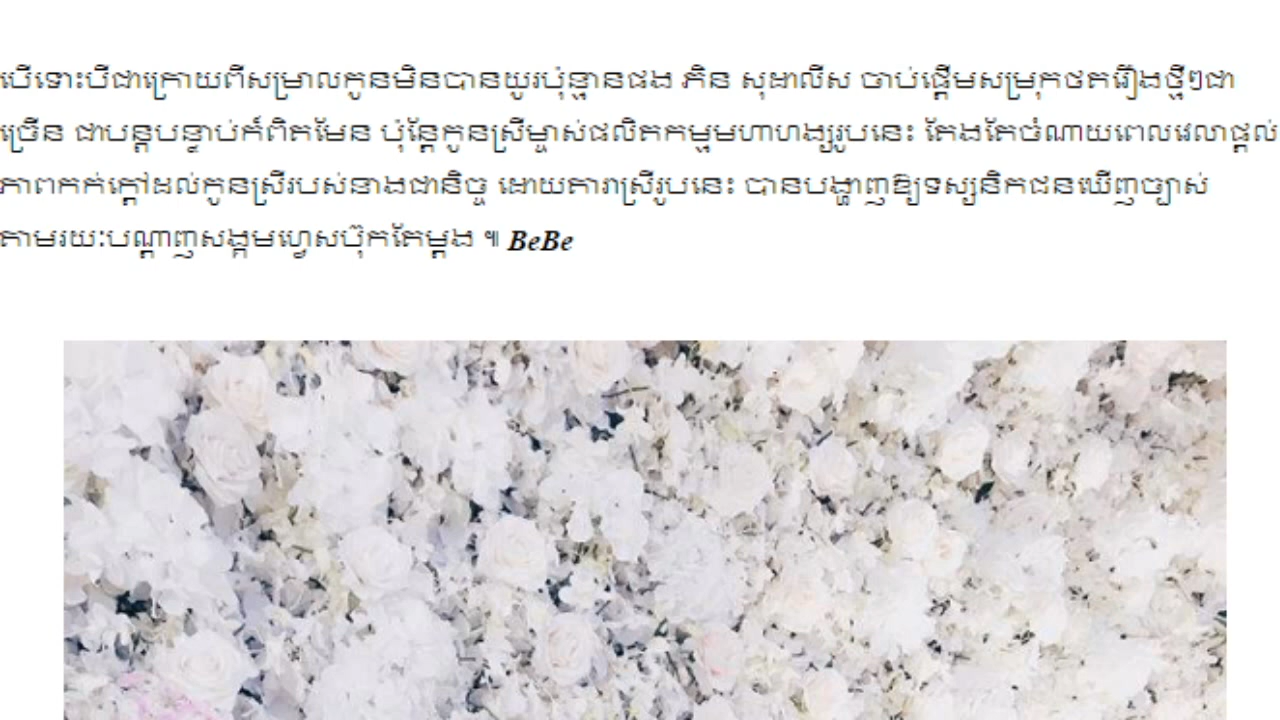 បើទោះបីជាក្រោយពីសម្រាលកូនមិនបានយូរប៉ុន្មានផង ភិន សុដាលីស ចាប់ផ្ដើមសម្រុកថតរឿងថ្មីៗជា
ច្រើន ជាបន្តបន្ទាប់ក៏ពិតមែន ប៉ុន្តែកូនស្រីម្ចាស់ផលិតកម្មមហាហង្សរូបនេះ តែងតែចំណាយពេលវេលាផ្ដល់
ភាពកក់ក្ដៅដល់កូនស្រីរបស់នាងជានិច្ច ដោយតារាស្រីរូបនេះ បានបង្ហាញឱ្យទស្សនិកជនឃើញច្បាស់
តាមរយៈបណ្ដាញសង្គមហ្វេសប៊ុកតែម្ដង ៕ BeBe